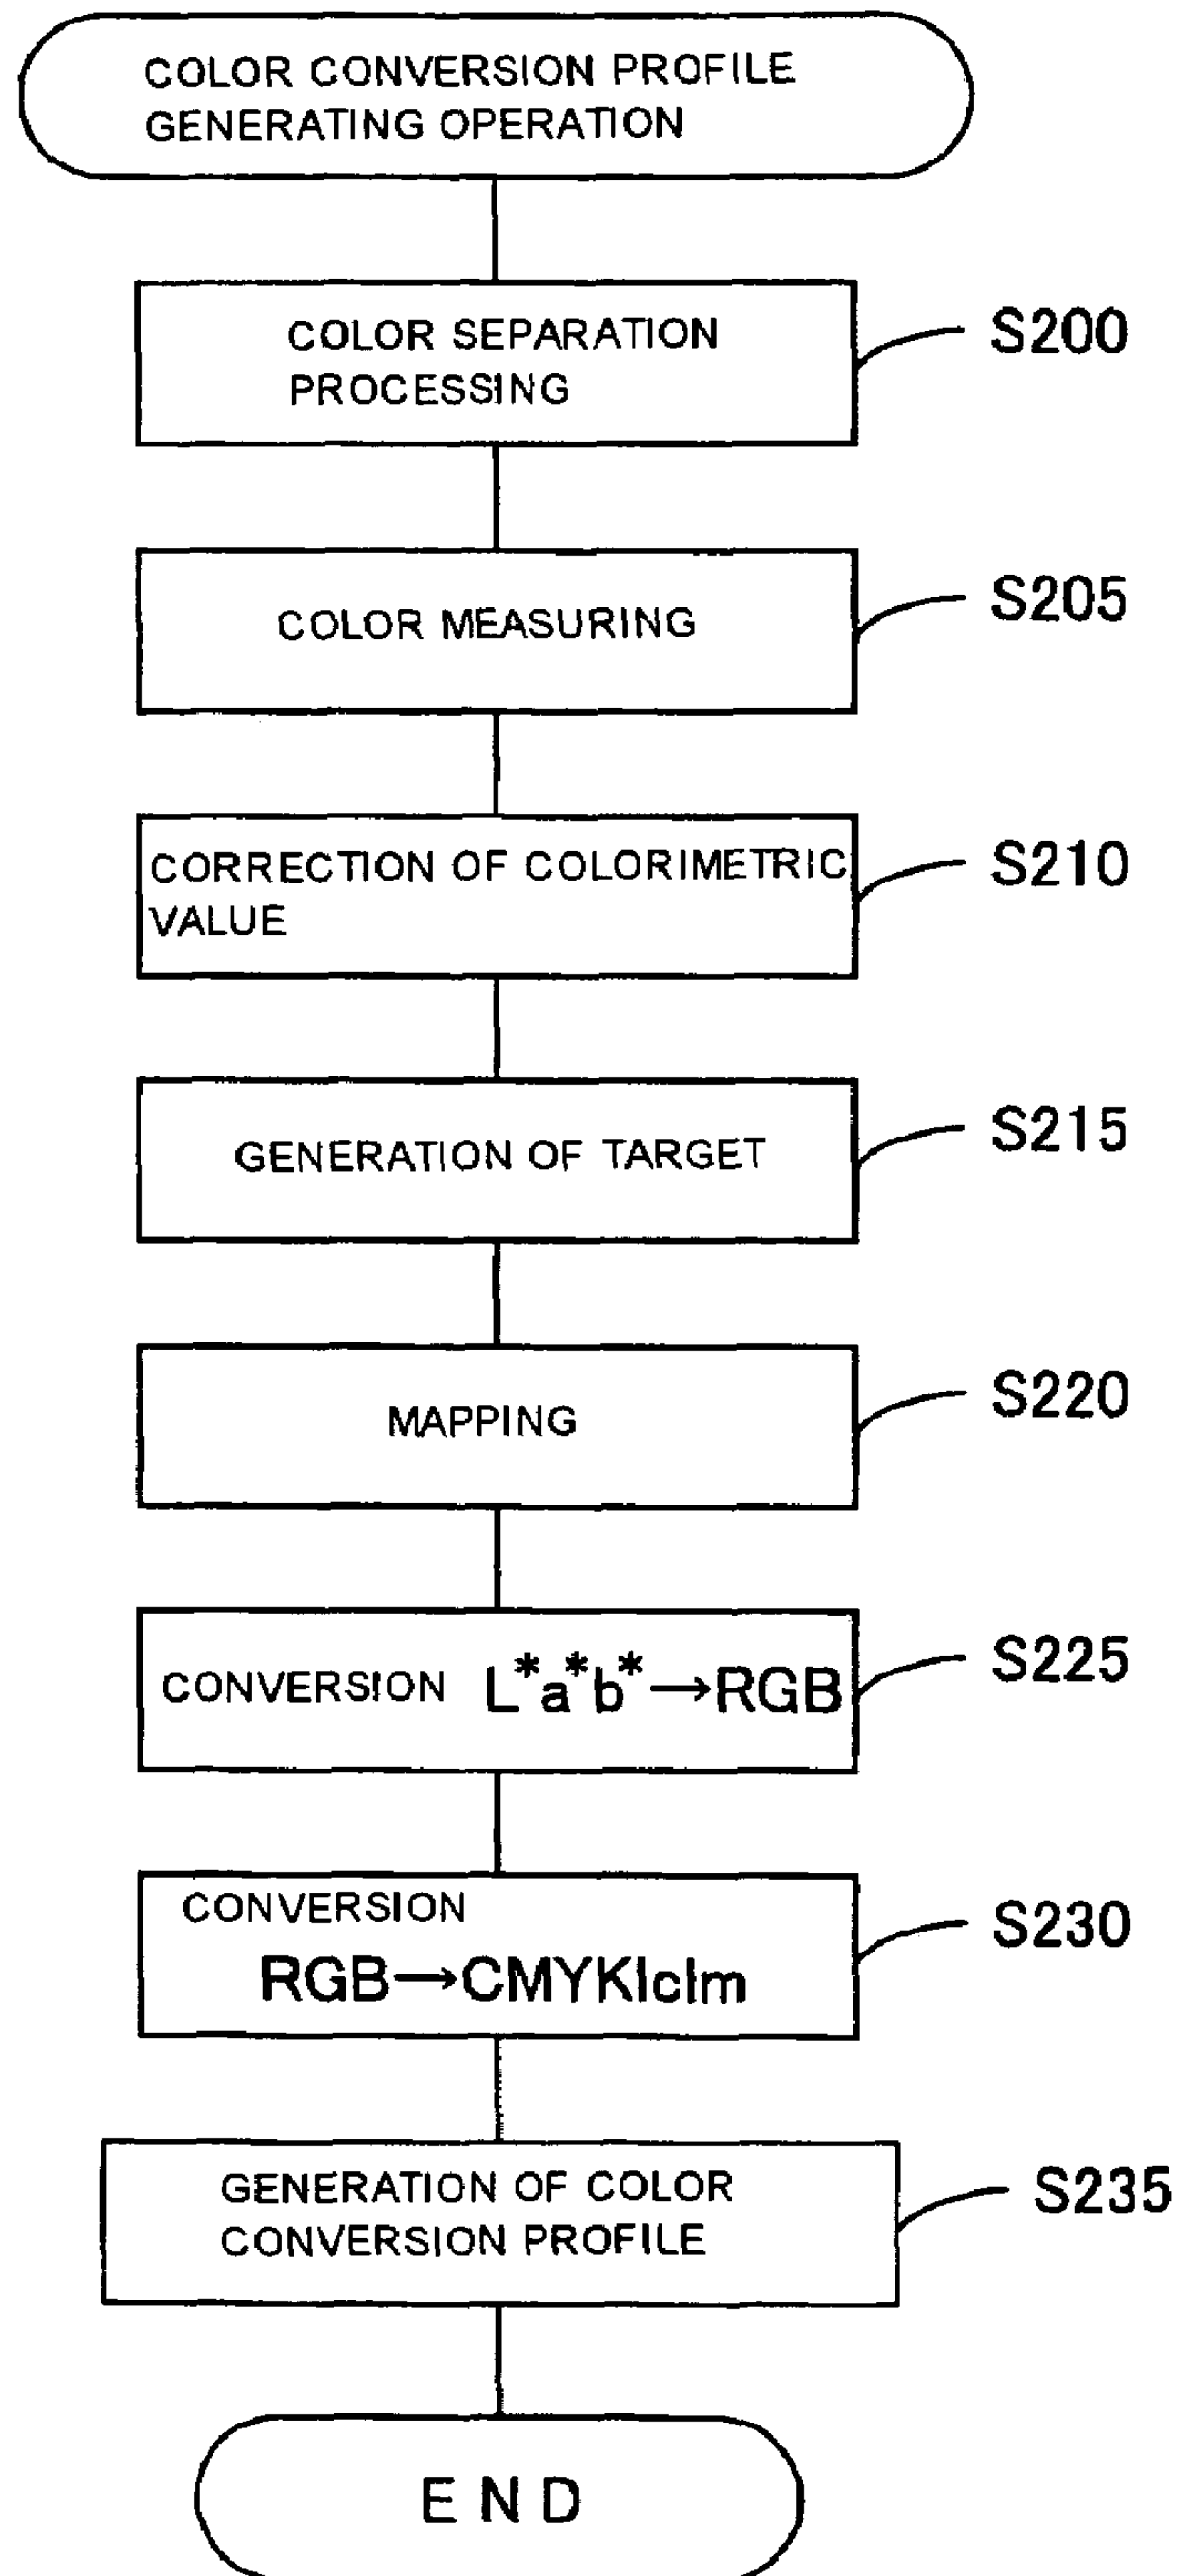 COLOR CONVERSION PROFILE
GENERATING OPERATION
COLOR SEPARATION
PROCESSING
S200
COLOR MEASURING
S205
CORRECTION OF COLORIMETRIC
VALUE
S210
GENERATION OF TARGET
S215
MAPPING
S220
CONVERSION L*a*b*→RGB
S225
CONVERSION
RGB→CMYKlclm
S230
GENERATION OF COLOR
CONVERSION PROFILE
S235
END